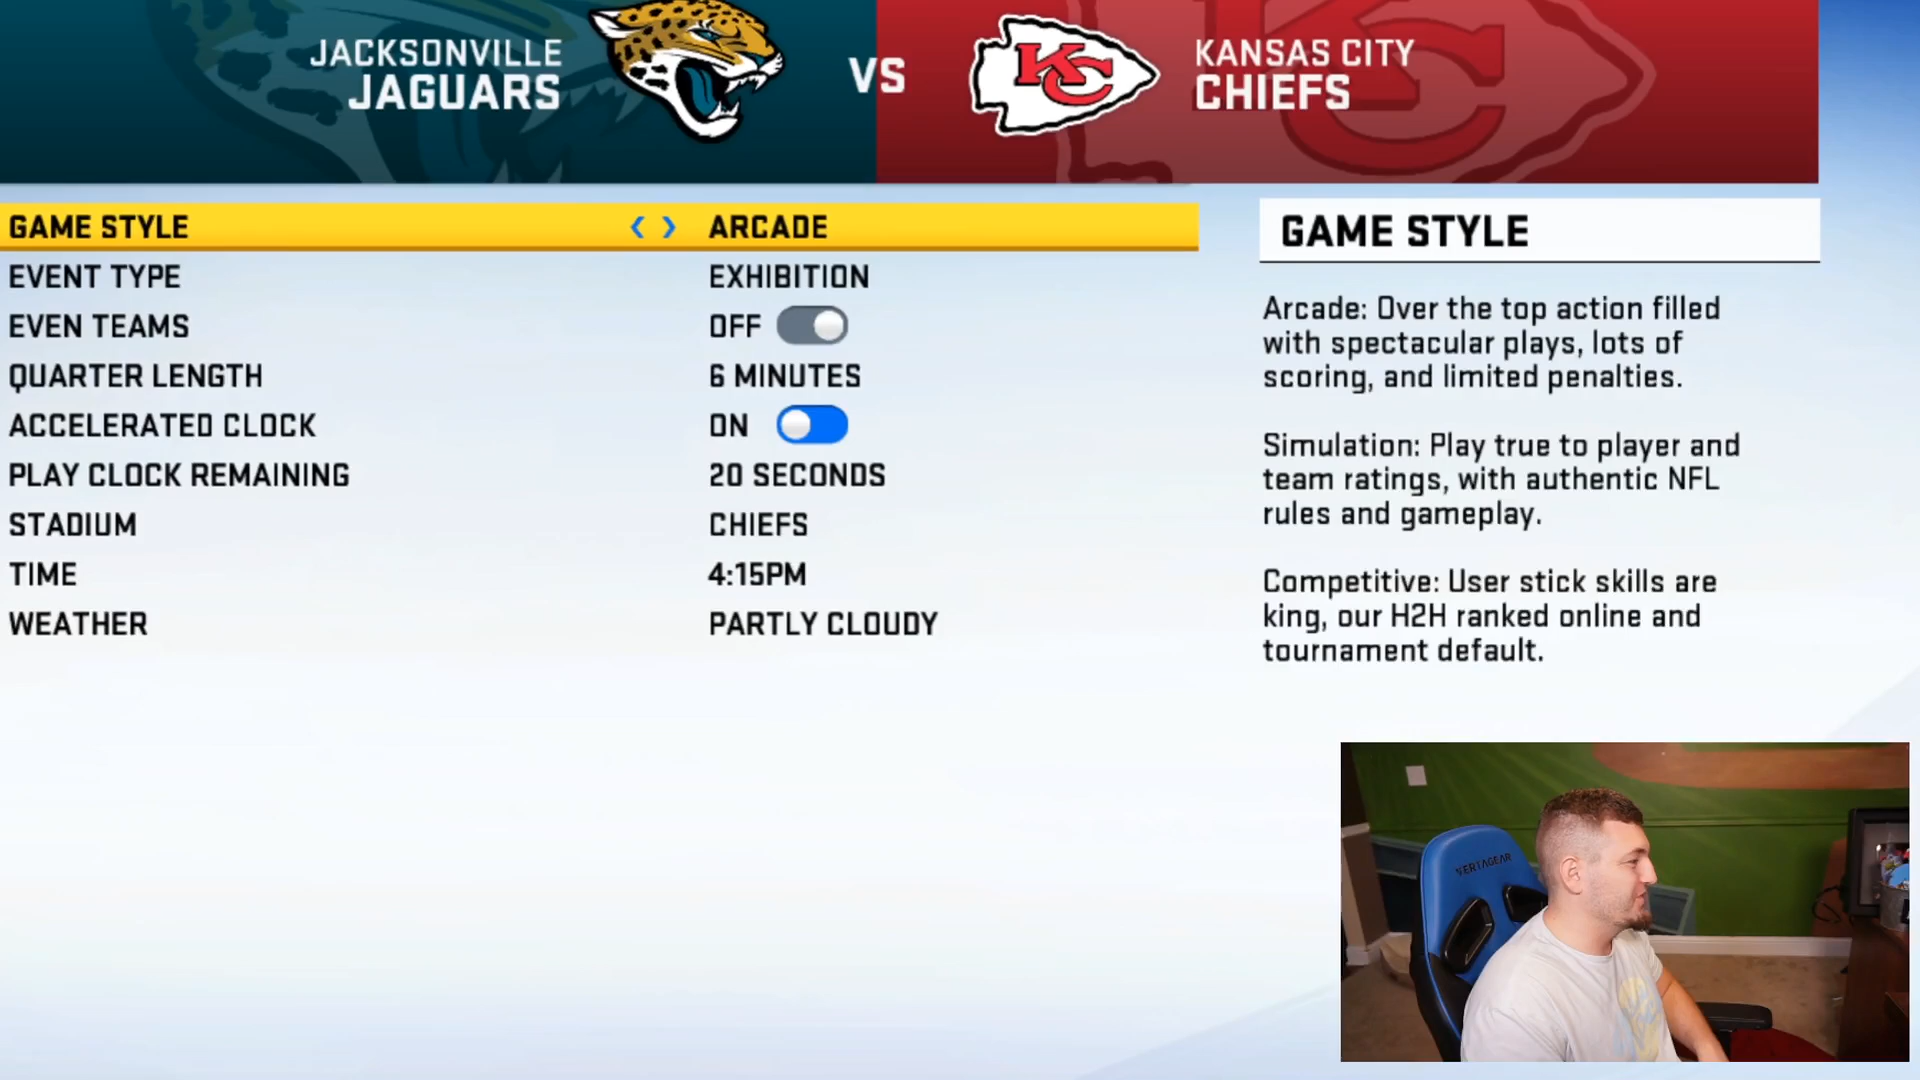 JACKSONVILLE
JAGUARS
VS
KC
KANSAS CITY
CHIEFS
GAME STYLE < > ARCADE
EVENT TYPE EXHIBITION
EVEN TEAMS OFF
QUARTER LENGTH 6 MINUTES
ACCELERATED CLOCK ON
PLAY CLOCK REMAINING 20 SECONDS
STADIUM CHIEFS
TIME 4:15PM
WEATHER PARTLY CLOUDY
GAME STYLE
Arcade: Over the top action filled
with spectacular plays, lots of
scoring, and limited penalties.
Simulation: Play true to player and
team ratings, with authentic NFL
rules and gameplay.
Competitive: User stick skills are
king, our H2H ranked online and
tournament default.
VERTAGEAR